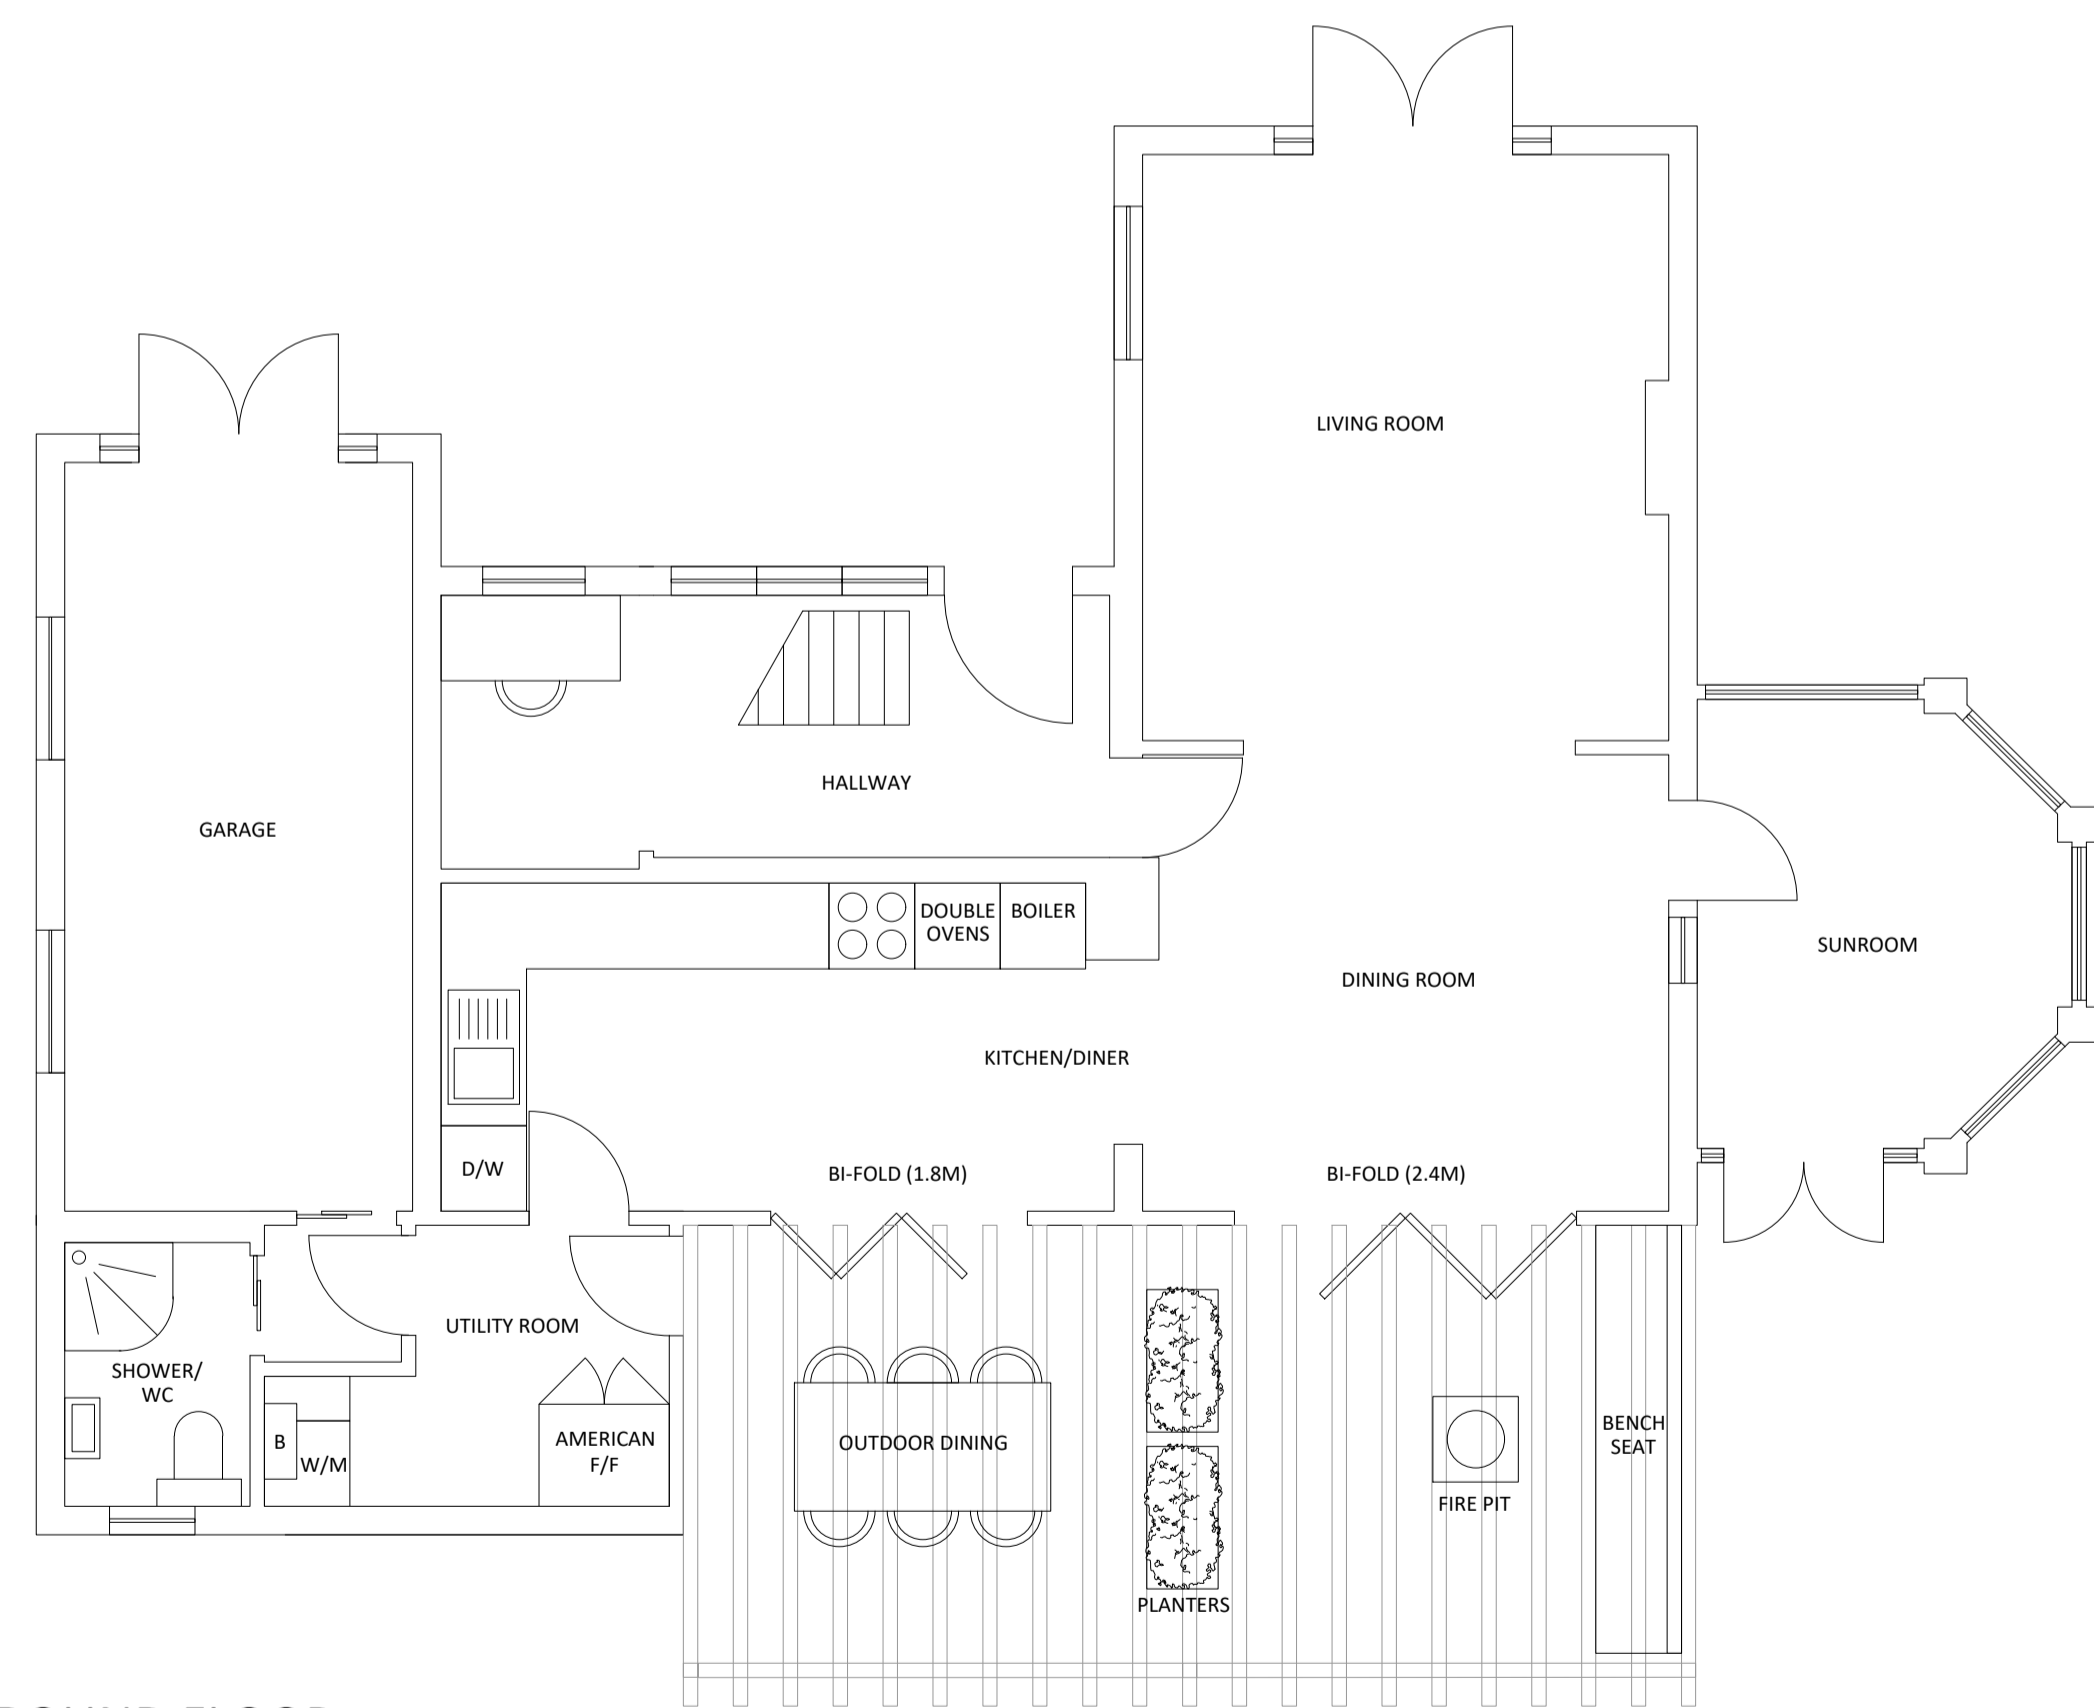 LIVING ROOM
HALLWAY
GARAGE
DOUBLE
OVENS
BOILER
SUNROOM
DINING ROOM
KITCHEN/DINER
D/W
BI-FOLD (1.8M)
BI-FOLD (2.4M)
UTILITY ROOM
SHOWER/
WC
B
W/M
AMERICAN
F/F
OUTDOOR DINING
BENCH
SEAT
FIRE PIT
PLANTERS